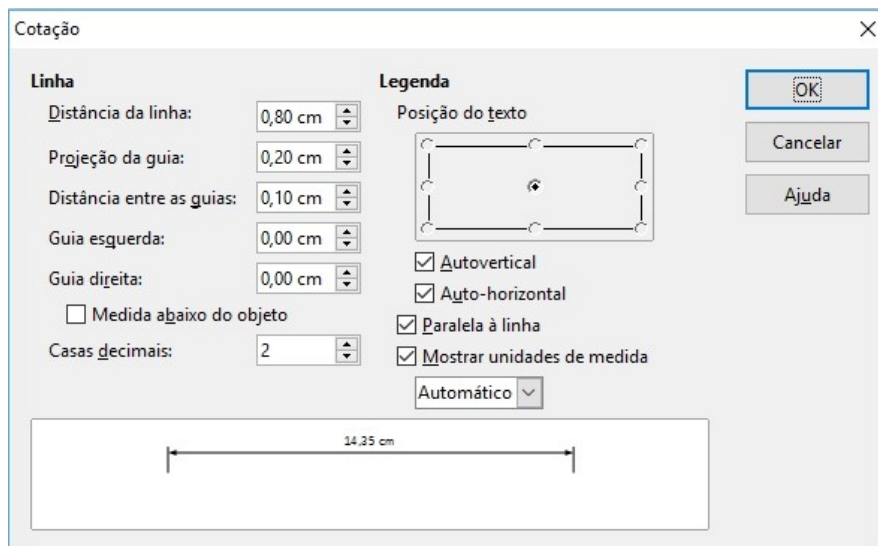 Cotação
Linha
Distância da linha:
0,80 cm
Projeção da guia:
0,20 cm
Distância entre as guias:
0,10 cm
Guia esquerda:
0,00 cm
Guia direita:
0,00 cm
Medida abaixo do objeto
Casas decimais:
2
Legenda
Posição do texto
Autovertical
Auto-horizontal
Paralela à linha
Mostrar unidades de medida
Automático
OK
Cancelar
Ajuda
14,35 cm